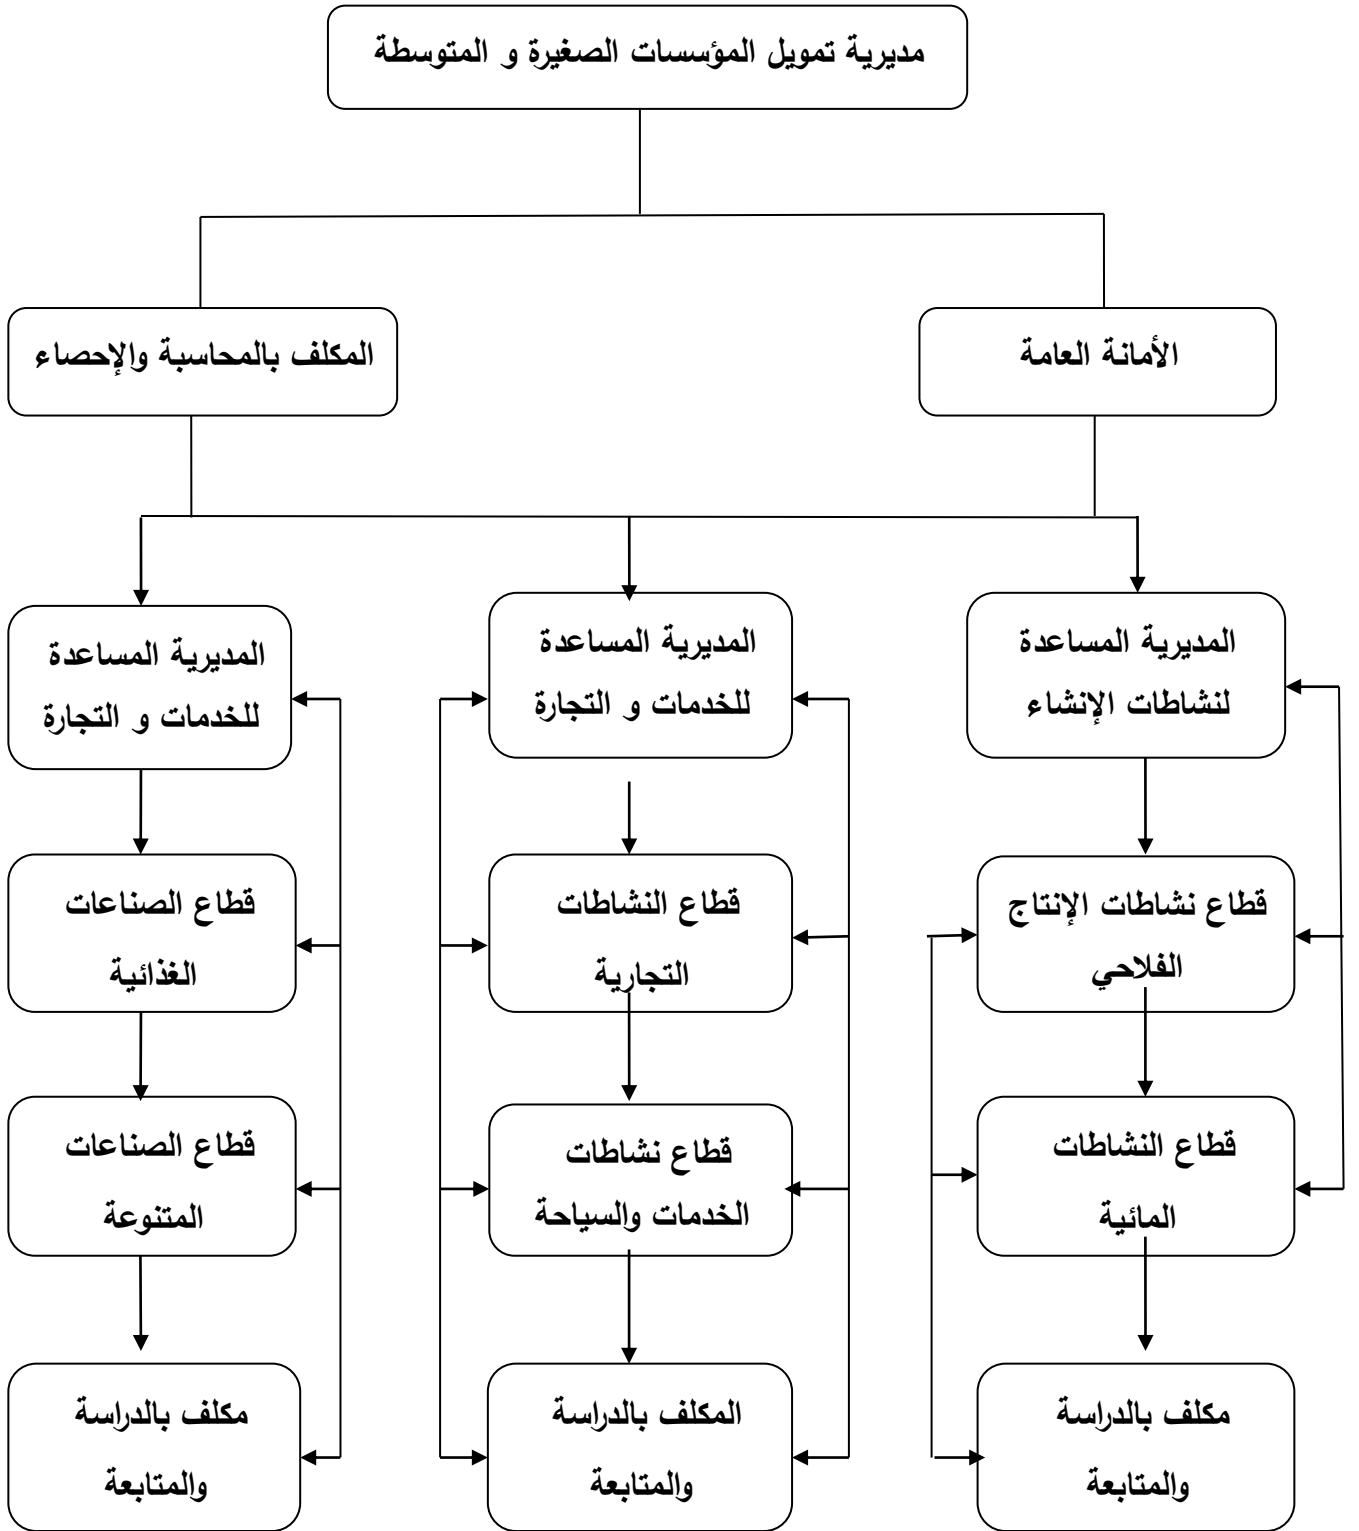 مديرية تمويل المؤسسات الصغيرة و المتوسطة
الأمانة العامة
المكلف بالمحاسبة والإحصاء
المديرية المساعدة
لنشاطات الإنشاء
المديرية المساعدة
للخدمات و التجارة
المديرية المساعدة
للخدمات و التجارة
قطاع نشاطات الإنتاج
الفلاحي
قطاع النشاطات
التجارية
قطاع الصناعات
الغذائية
قطاع النشاطات
المائية
قطاع نشاطات
الخدمات والسياحة
قطاع الصناعات
المتنوعة
مكلف بالدراسة
والمتابعة
المكلف بالدراسة
والمتابعة
مكلف بالدراسة
والمتابعة